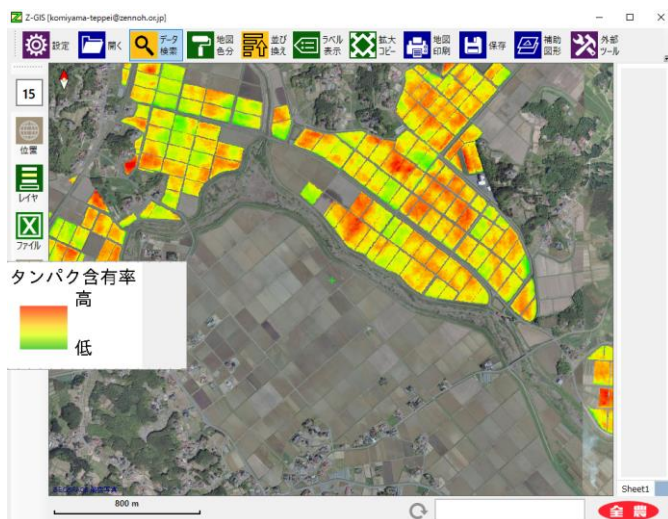 Z-GIS [komiyama-teppei@zennoh.or.jp]
設定
開く
データ
検索
地図
色分
並び
換え
ラベル
表示
拡大
コピー
地図
印刷
保存
補助
図形
外部
ツール
15
位置
レイヤ
ファイル
タンパク含有率
高
低
800 m
Sheet1
全農